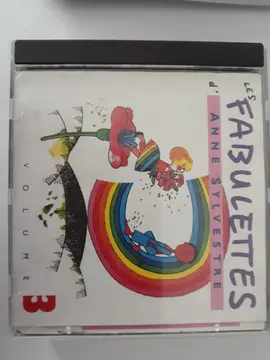 LES
FABULETTES
d'
ANNE SYLVESTRE
VOLUME
3